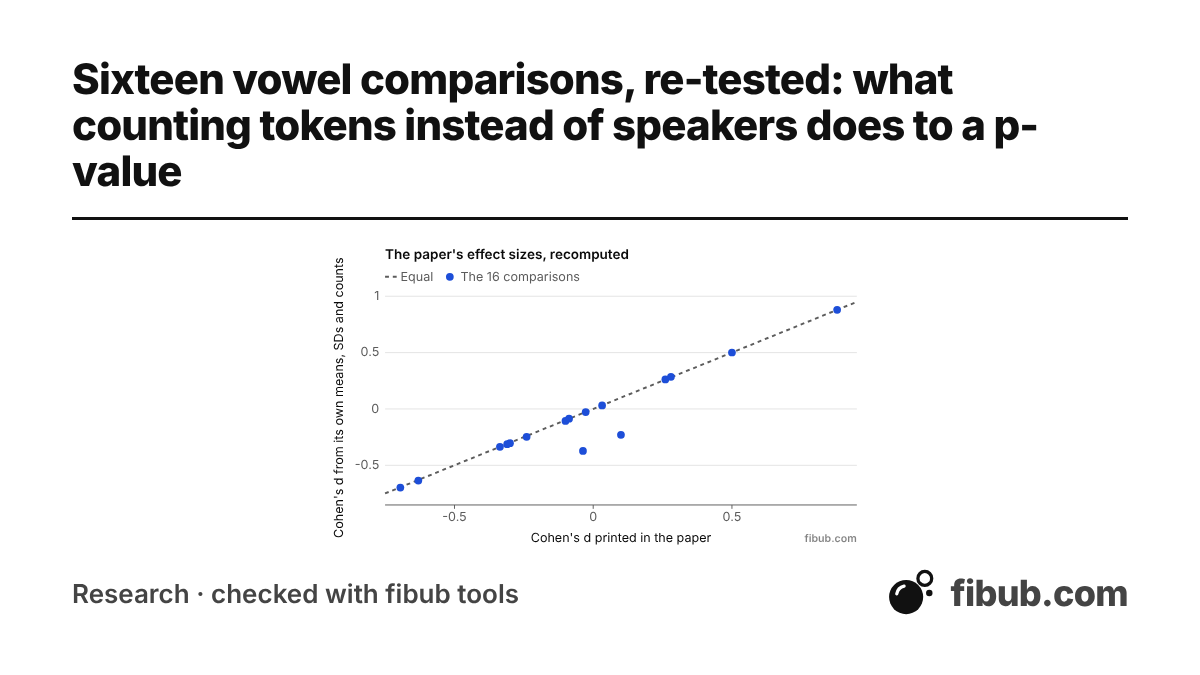 Sixteen vowel comparisons, re-tested: what
counting tokens instead of speakers does to a p-
value
The paper's effect sizes, recomputed
Equal The 16 comparisons
Cohen's d from its own means, SDs and counts
1
0.5
0
-0.5
-0.5 0 0.5
Cohen's d printed in the paper
fibub.com
Research · checked with fibub tools
fibub.com